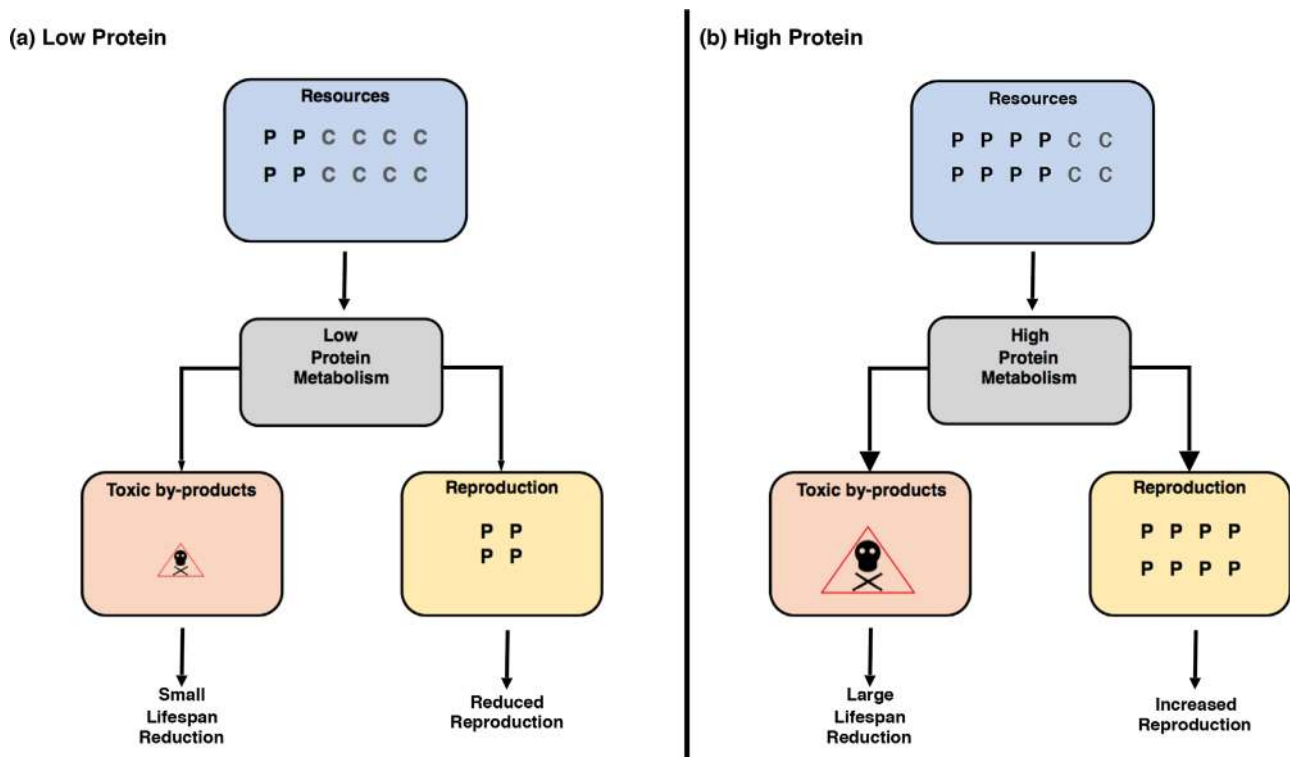 (a) Low Protein
Resources
P P C C C C
P P C C C C
Low
Protein
Metabolism
Toxic by-products
Reproduction
P P
P P
Small
Lifespan
Reduction
Reduced
Reproduction
(b) High Protein
Resources
P P P P C C
P P P P C C
High
Protein
Metabolism
Toxic by-products
Reproduction
P P P P
P P P P
Large
Lifespan
Reduction
Increased
Reproduction